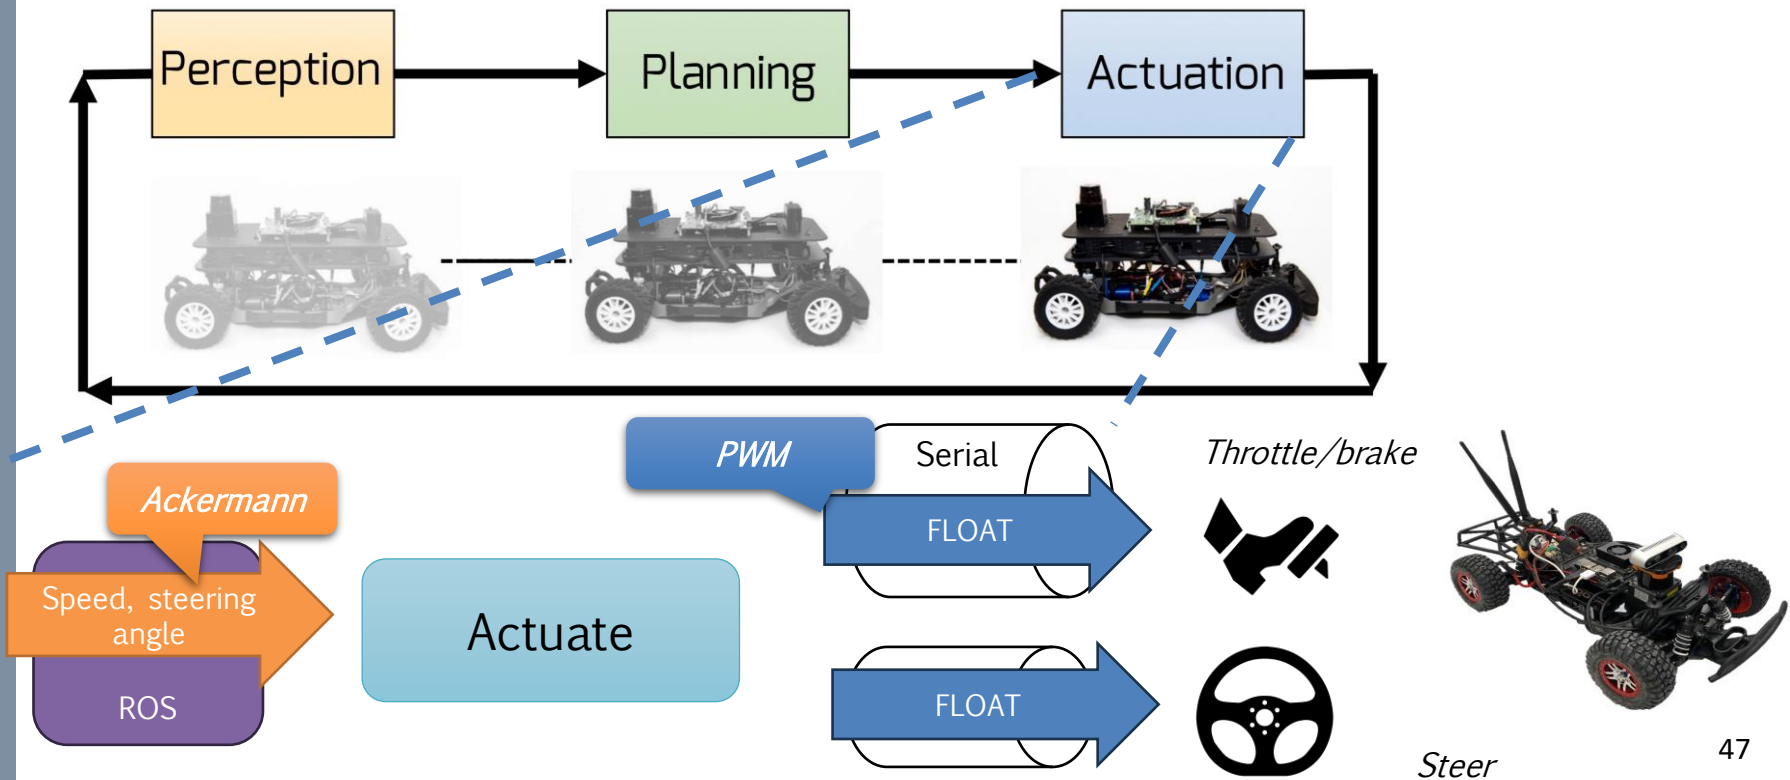 Perception
Planning
Actuation
PWM
Serial
Throttle/brake
Ackermann
FLOAT
Speed, steering
angle
Actuate
ROS
FLOAT
Steer
47